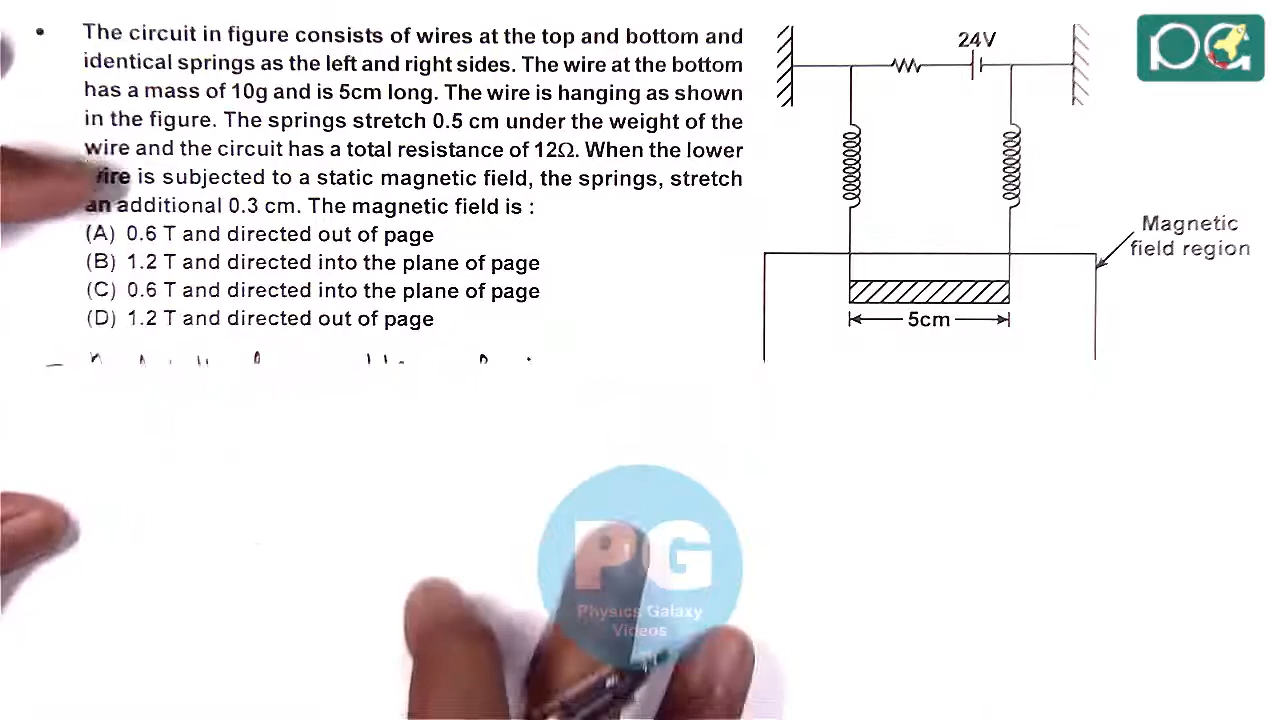 • The circuit in figure consists of wires at the top and bottom and
identical springs as the left and right sides. The wire at the bottom
has a mass of 10g and is 5cm long. The wire is hanging as shown
in the figure. The springs stretch 0.5 cm under the weight of the
wire and the circuit has a total resistance of 12Ω. When the lower
wire is subjected to a static magnetic field, the springs, stretch
an additional 0.3 cm. The magnetic field is :
(A) 0.6 T and directed out of page
(B) 1.2 T and directed into the plane of page
(C) 0.6 T and directed into the plane of page
(D) 1.2 T and directed out of page
24V
Magnetic
field region
5cm
PG
PG
Physics Galaxy
Videos